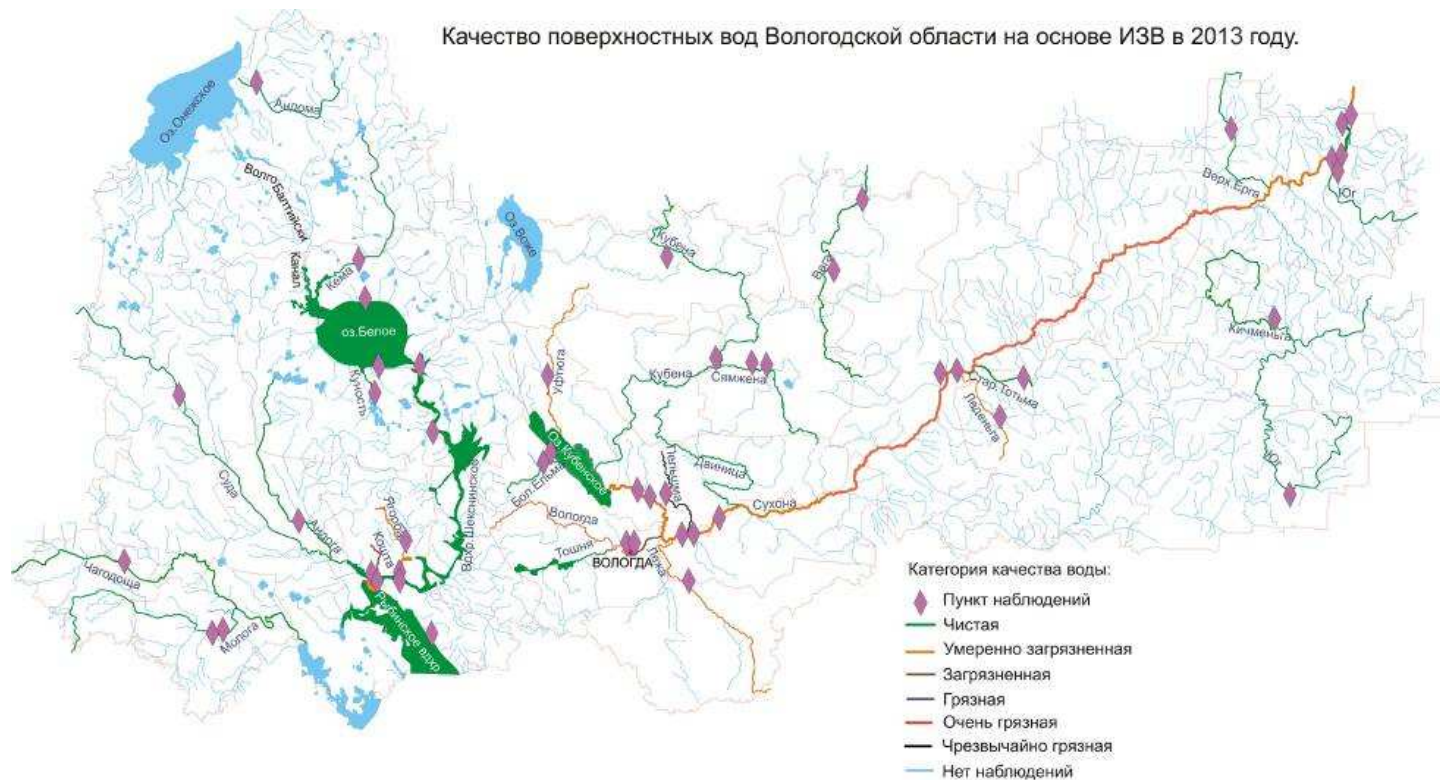 Качество поверхностных вод Вологодской области на основе ИЗВ в 2013 году.
Оз.Онежское
Андома
Волго
Балтийски
Канал
Кема
оз.Белое
Куность
Оз.Воже
Кубена
Вага
Верх.Ерга
Юг
Кичменьга
Юг
Уфтюга
Кубена
Сямжена
Стар.Тотьма
Леденьга
Оз.Кубенское
Бол.Ельма
Пельшма
Двиница
Сухона
Суда
Андога
Ягорба
Кошта
Вдхр.Шекснинское
Вологда
Тошня
ВОЛОГДА
Лежа
Чагодоща
Молога
Рыбинское вдхр
Категория качества воды:
Пункт наблюдений
Чистая
Умеренно загрязненная
Загрязненная
Грязная
Очень грязная
Чрезвычайно грязная
Нет наблюдений